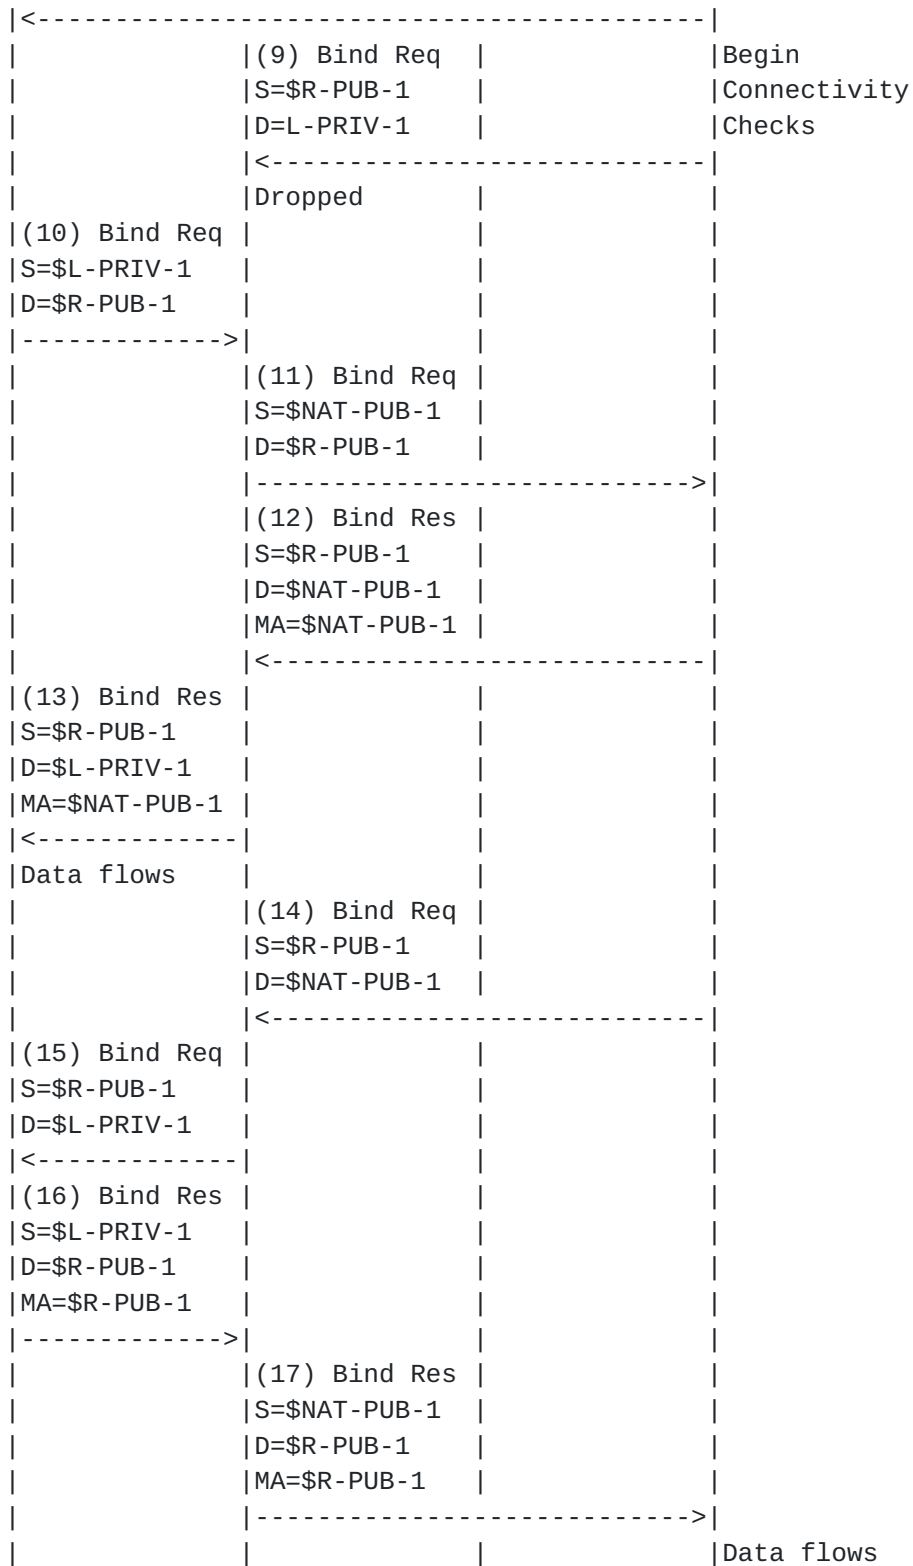 |<-------------------------------------------|
|              |(9) Bind Req  |              |Begin
|              |S=$R-PUB-1    |              |Connectivity
|              |D=L-PRIV-1    |              |Checks
|              |<----------------------------|
|              |Dropped       |              |
|(10) Bind Req |              |              |
|S=$L-PRIV-1   |              |              |
|D=$R-PUB-1    |              |              |
|------------->|              |              |
|              |(11) Bind Req |              |
|              |S=$NAT-PUB-1  |              |
|              |D=$R-PUB-1    |              |
|              |---------------------------->|
|              |(12) Bind Res |              |
|              |S=$R-PUB-1    |              |
|              |D=$NAT-PUB-1  |              |
|              |MA=$NAT-PUB-1 |              |
|              |<----------------------------|
|(13) Bind Res |              |              |
|S=$R-PUB-1    |              |              |
|D=$L-PRIV-1   |              |              |
|MA=$NAT-PUB-1 |              |              |
|<-------------|              |              |
|Data flows    |              |              |
|              |(14) Bind Req |              |
|              |S=$R-PUB-1    |              |
|              |D=$NAT-PUB-1  |              |
|              |<----------------------------|
|(15) Bind Req |              |              |
|S=$R-PUB-1    |              |              |
|D=$L-PRIV-1   |              |              |
|<-------------|              |              |
|(16) Bind Res |              |              |
|S=$L-PRIV-1   |              |              |
|D=$R-PUB-1    |              |              |
|MA=$R-PUB-1   |              |              |
|------------->|              |              |
|              |(17) Bind Res |              |
|              |S=$NAT-PUB-1  |              |
|              |D=$R-PUB-1    |              |
|              |MA=$R-PUB-1   |              |
|              |---------------------------->|
|              |              |              |Data flows